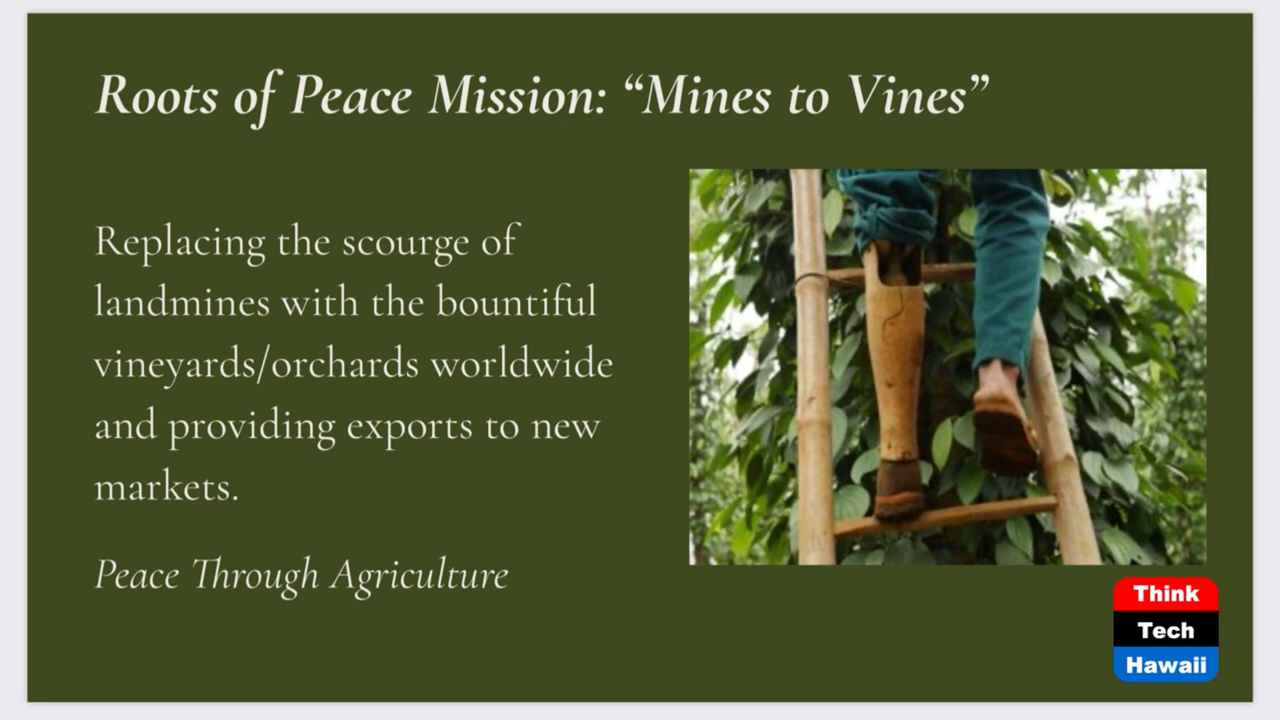 Roots of Peace Mission: “Mines to Vines”
Replacing the scourge of
landmines with the bountiful
vineyards/orchards worldwide
and providing exports to new
markets.
Peace Through Agriculture
Think
Tech
Hawaii